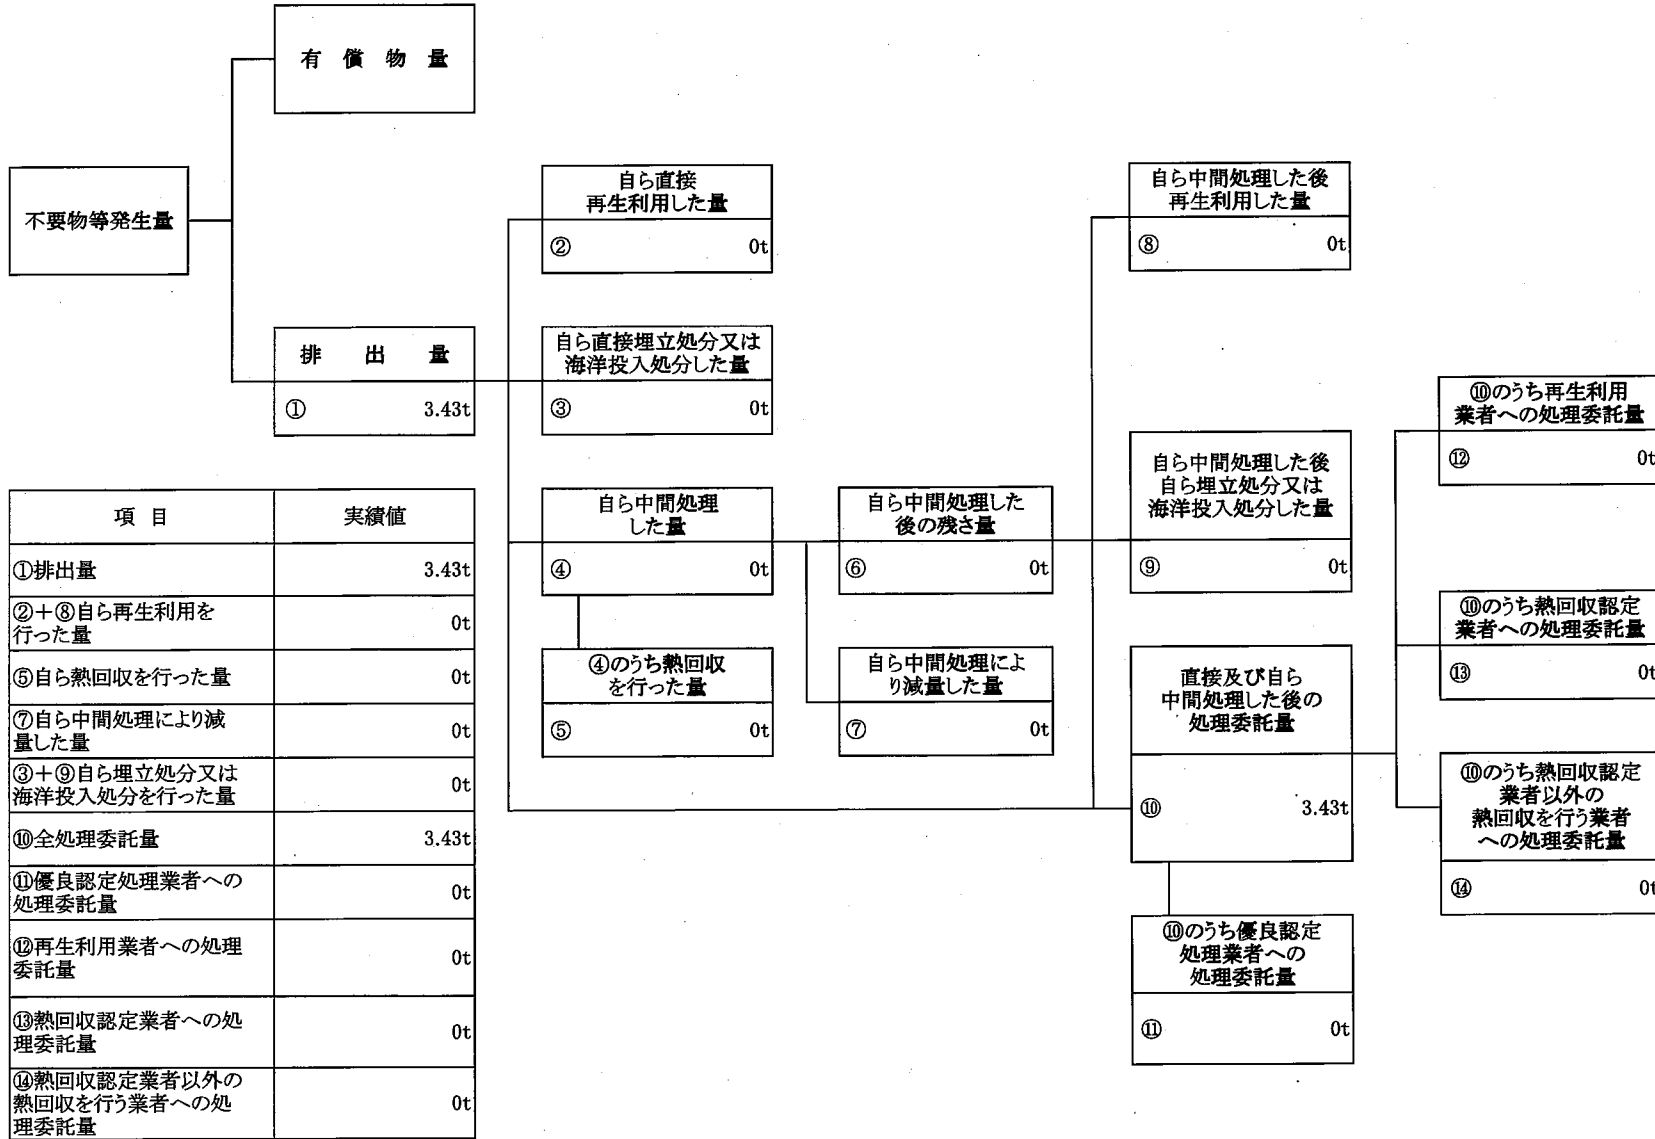 有 償 物 量
不要物等発生量
排 出 量
① 3.43t
自ら直接
再生利用した量
② 0t
自ら直接埋立処分又は
海洋投入処分した量
③ 0t
自ら中間処理
した量
④ 0t
④のうち熱回収
を行った量
⑤ 0t
自ら中間処理した
後の残さ量
⑥ 0t
自ら中間処理によ
り減量した量
⑦ 0t
自ら中間処理した後
再生利用した量
⑧ 0t
自ら中間処理した後
自ら埋立処分又は
海洋投入処分した量
⑨ 0t
直接及び自ら
中間処理した後の
処理委託量
⑩ 3.43t
⑩のうち優良認定
処理業者への
処理委託量
⑪ 0t
⑩のうち再生利用
業者への処理委託量
⑫ 0t
⑩のうち熱回収認定
業者への処理委託量
⑬ 0t
⑩のうち熱回収認定
業者以外の
熱回収を行う業者
への処理委託量
⑭ 0t
項 目 実績値
①排出量 3.43t
②＋⑧自ら再生利用を
行った量 0t
⑤自ら熱回収を行った量 0t
⑦自ら中間処理により減
量した量 0t
③＋⑨自ら埋立処分又は
海洋投入処分を行った量 0t
⑩全処理委託量 3.43t
⑪優良認定処理業者への
処理委託量 0t
⑫再生利用業者への処理
委託量 0t
⑬熱回収認定業者への処
理委託量 0t
⑭熱回収認定業者以外の
熱回収を行う業者への処
理委託量 0t